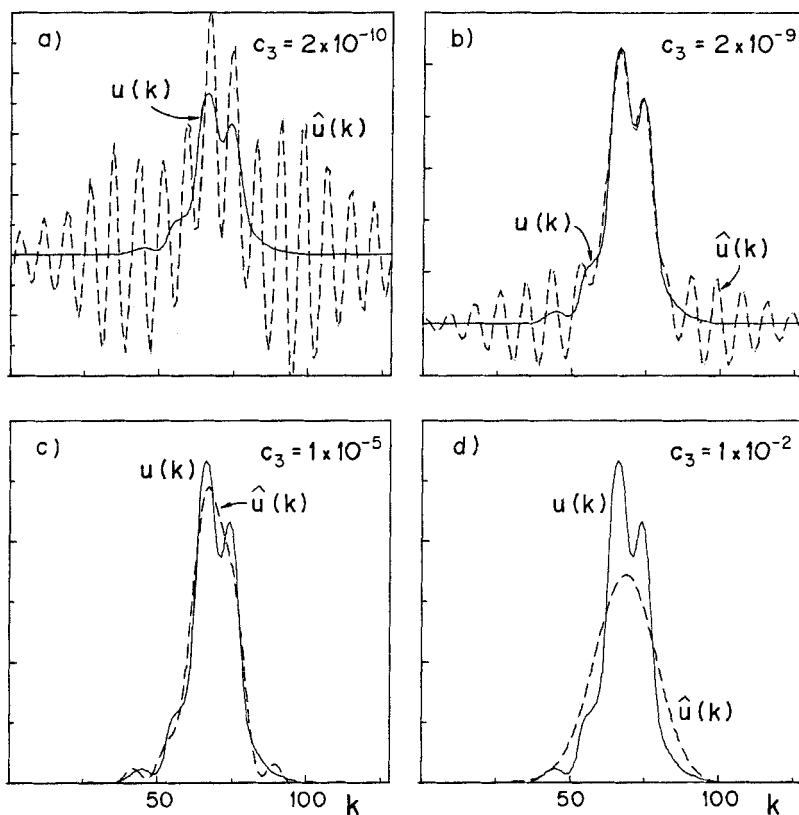 a)
c₃ = 2 x 10⁻¹⁰
u(k)
û(k)
b)
c₃ = 2 x 10⁻⁹
u(k)
û(k)
c)
c₃ = 1 x 10⁻⁵
u(k)
û(k)
50
100
k
d)
c₃ = 1 x 10⁻²
u(k)
û(k)
50
100
k